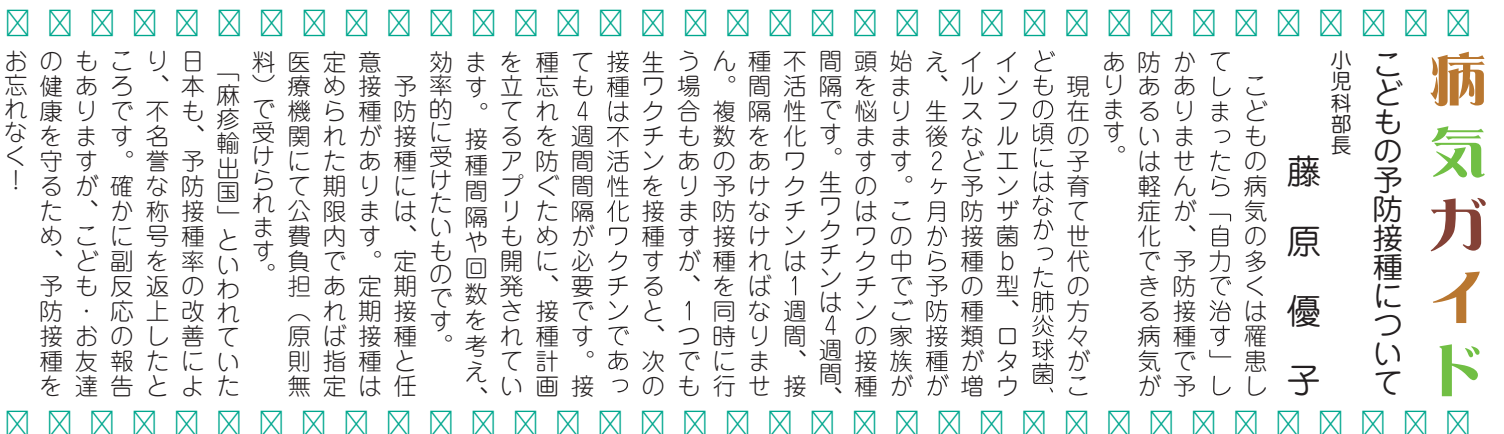 病気ガイド
こどもの予防接種について
小児科部長
藤原優子
こどもの病気の多くは罹患し
てしまったら「自力で治す」し
かありませんが、予防接種で予
防あるいは軽症化できる病気が
あります。
現在の子育て世代の方々がこ
どもの頃にはなかった肺炎球菌、
インフルエンザ菌b型、ロタウ
イルスなど予防接種の種類が増
え、生後2ヶ月から予防接種が
始まります。この中でご家族が
頭を悩ますのはワクチンの接種
間隔です。生ワクチンは4週間、
不活性化ワクチンは1週間、接
種間隔をあけなければなりませ
ん。複数の予防接種を同時に行
う場合もありますが、1つでも
生ワクチンを接種すると、次の
接種は不活性化ワクチンであっ
ても4週間間隔が必要です。接
種忘れを防ぐために、接種計画
を立てるアプリも開発されてい
ます。接種間隔や回数を考え、
効率的に受けたいものです。
予防接種には、定期接種と任
意接種があります。定期接種は
定められた期限内であれば指定
医療機関にて公費負担（原則無
料）で受けられます。
「麻疹輸出国」といわれていた
日本も、予防接種率の改善によ
り、不名誉な称号を返上したと
ころです。確かに副反応の報告
もありますが、こども・お友達
の健康を守るため、予防接種を
お忘れなく！